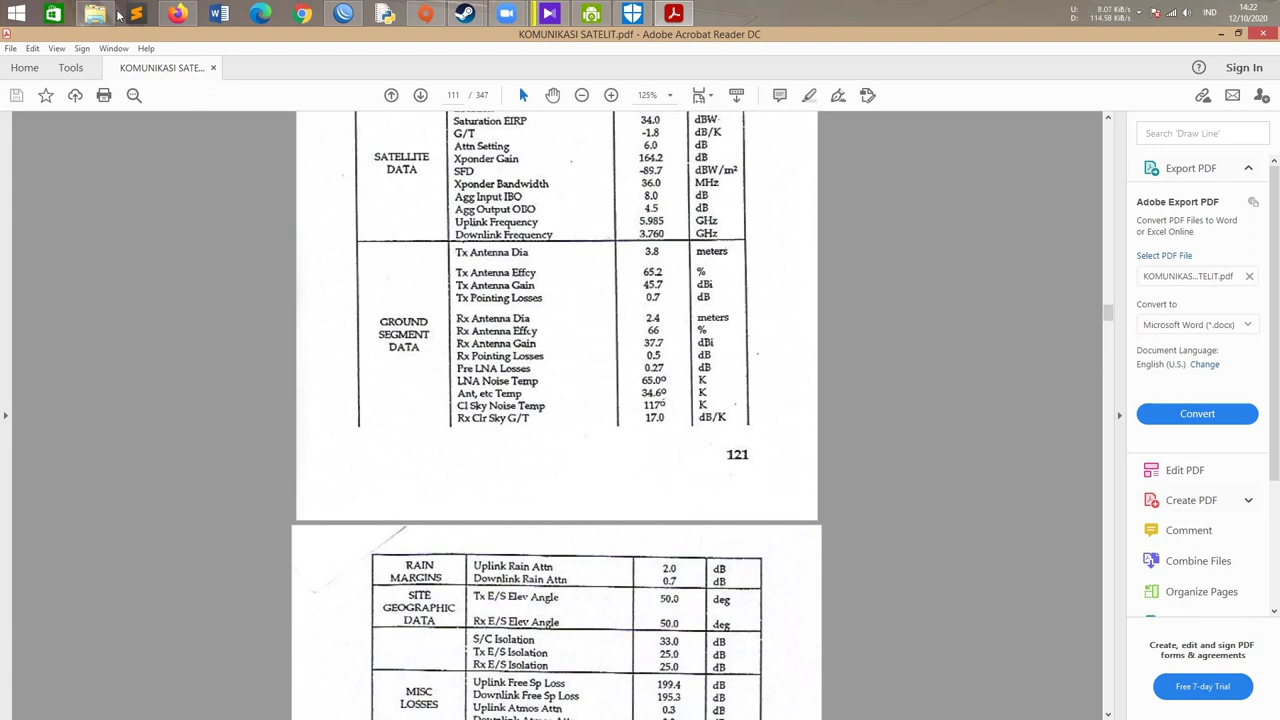 U: 8.07 KiB/s
D: 114.58 KiB/s
IND
14:22
12/10/2020
KOMUNIKASI SATELIT.pdf - Adobe Acrobat Reader DC
File Edit View Sign Window Help
Home Tools KOMUNIKASI SATE... × Sign In
111 / 347 125%
Saturation EIRP 34.0 dBW
G/T -1.8 dB/K
Attn Setting 6.0 dB
Xponder Gain 164.2 dB
SATELLITE DATA
SFD -89.7 dBW/m²
Xponder Bandwidth 36.0 MHz
Agg Input IBO 8.0 dB
Agg Output OBO 4.5 dB
Uplink Frequency 5.985 GHz
Downlink Frequency 3.760 GHz
Tx Antenna Dia 3.8 meters
Tx Antenna Effcy 65.2 %
Tx Antenna Gain 45.7 dBi
Tx Pointing Losses 0.7 dB
GROUND SEGMENT DATA
Rx Antenna Dia 2.4 meters
Rx Antenna Effcy 66 %
Rx Antenna Gain 37.7 dBi
Rx Pointing Losses 0.5 dB
Pre LNA Losses 0.27 dB
LNA Noise Temp 65.0º K
Ant, etc Temp 34.6º K
Cl Sky Noise Temp 117º K
Rx Clr Sky G/T 17.0 dB/K
121
RAIN MARGINS
Uplink Rain Attn 2.0 dB
Downlink Rain Attn 0.7 dB
SITE GEOGRAPHIC DATA
Tx E/S Elev Angle 50.0 deg
Rx E/S Elev Angle 50.0 deg
S/C Isolation 33.0 dB
Tx E/S Isolation 25.0 dB
Rx E/S Isolation 25.0 dB
MISC LOSSES
Uplink Free Sp Loss 199.4 dB
Downlink Free Sp Loss 195.3 dB
Uplink Atmos Attn 0.3 dB
Search 'Draw Line'
Export PDF
Adobe Export PDF
Convert PDF Files to Word
or Excel Online
Select PDF File
KOMUNIKAS...TELIT.pdf ×
Convert to
Microsoft Word (*.docx)
Document Language:
English (U.S.) Change
Convert
Edit PDF
Create PDF
Comment
Combine Files
Organize Pages
Create, edit and sign PDF
forms & agreements
Free 7-day Trial